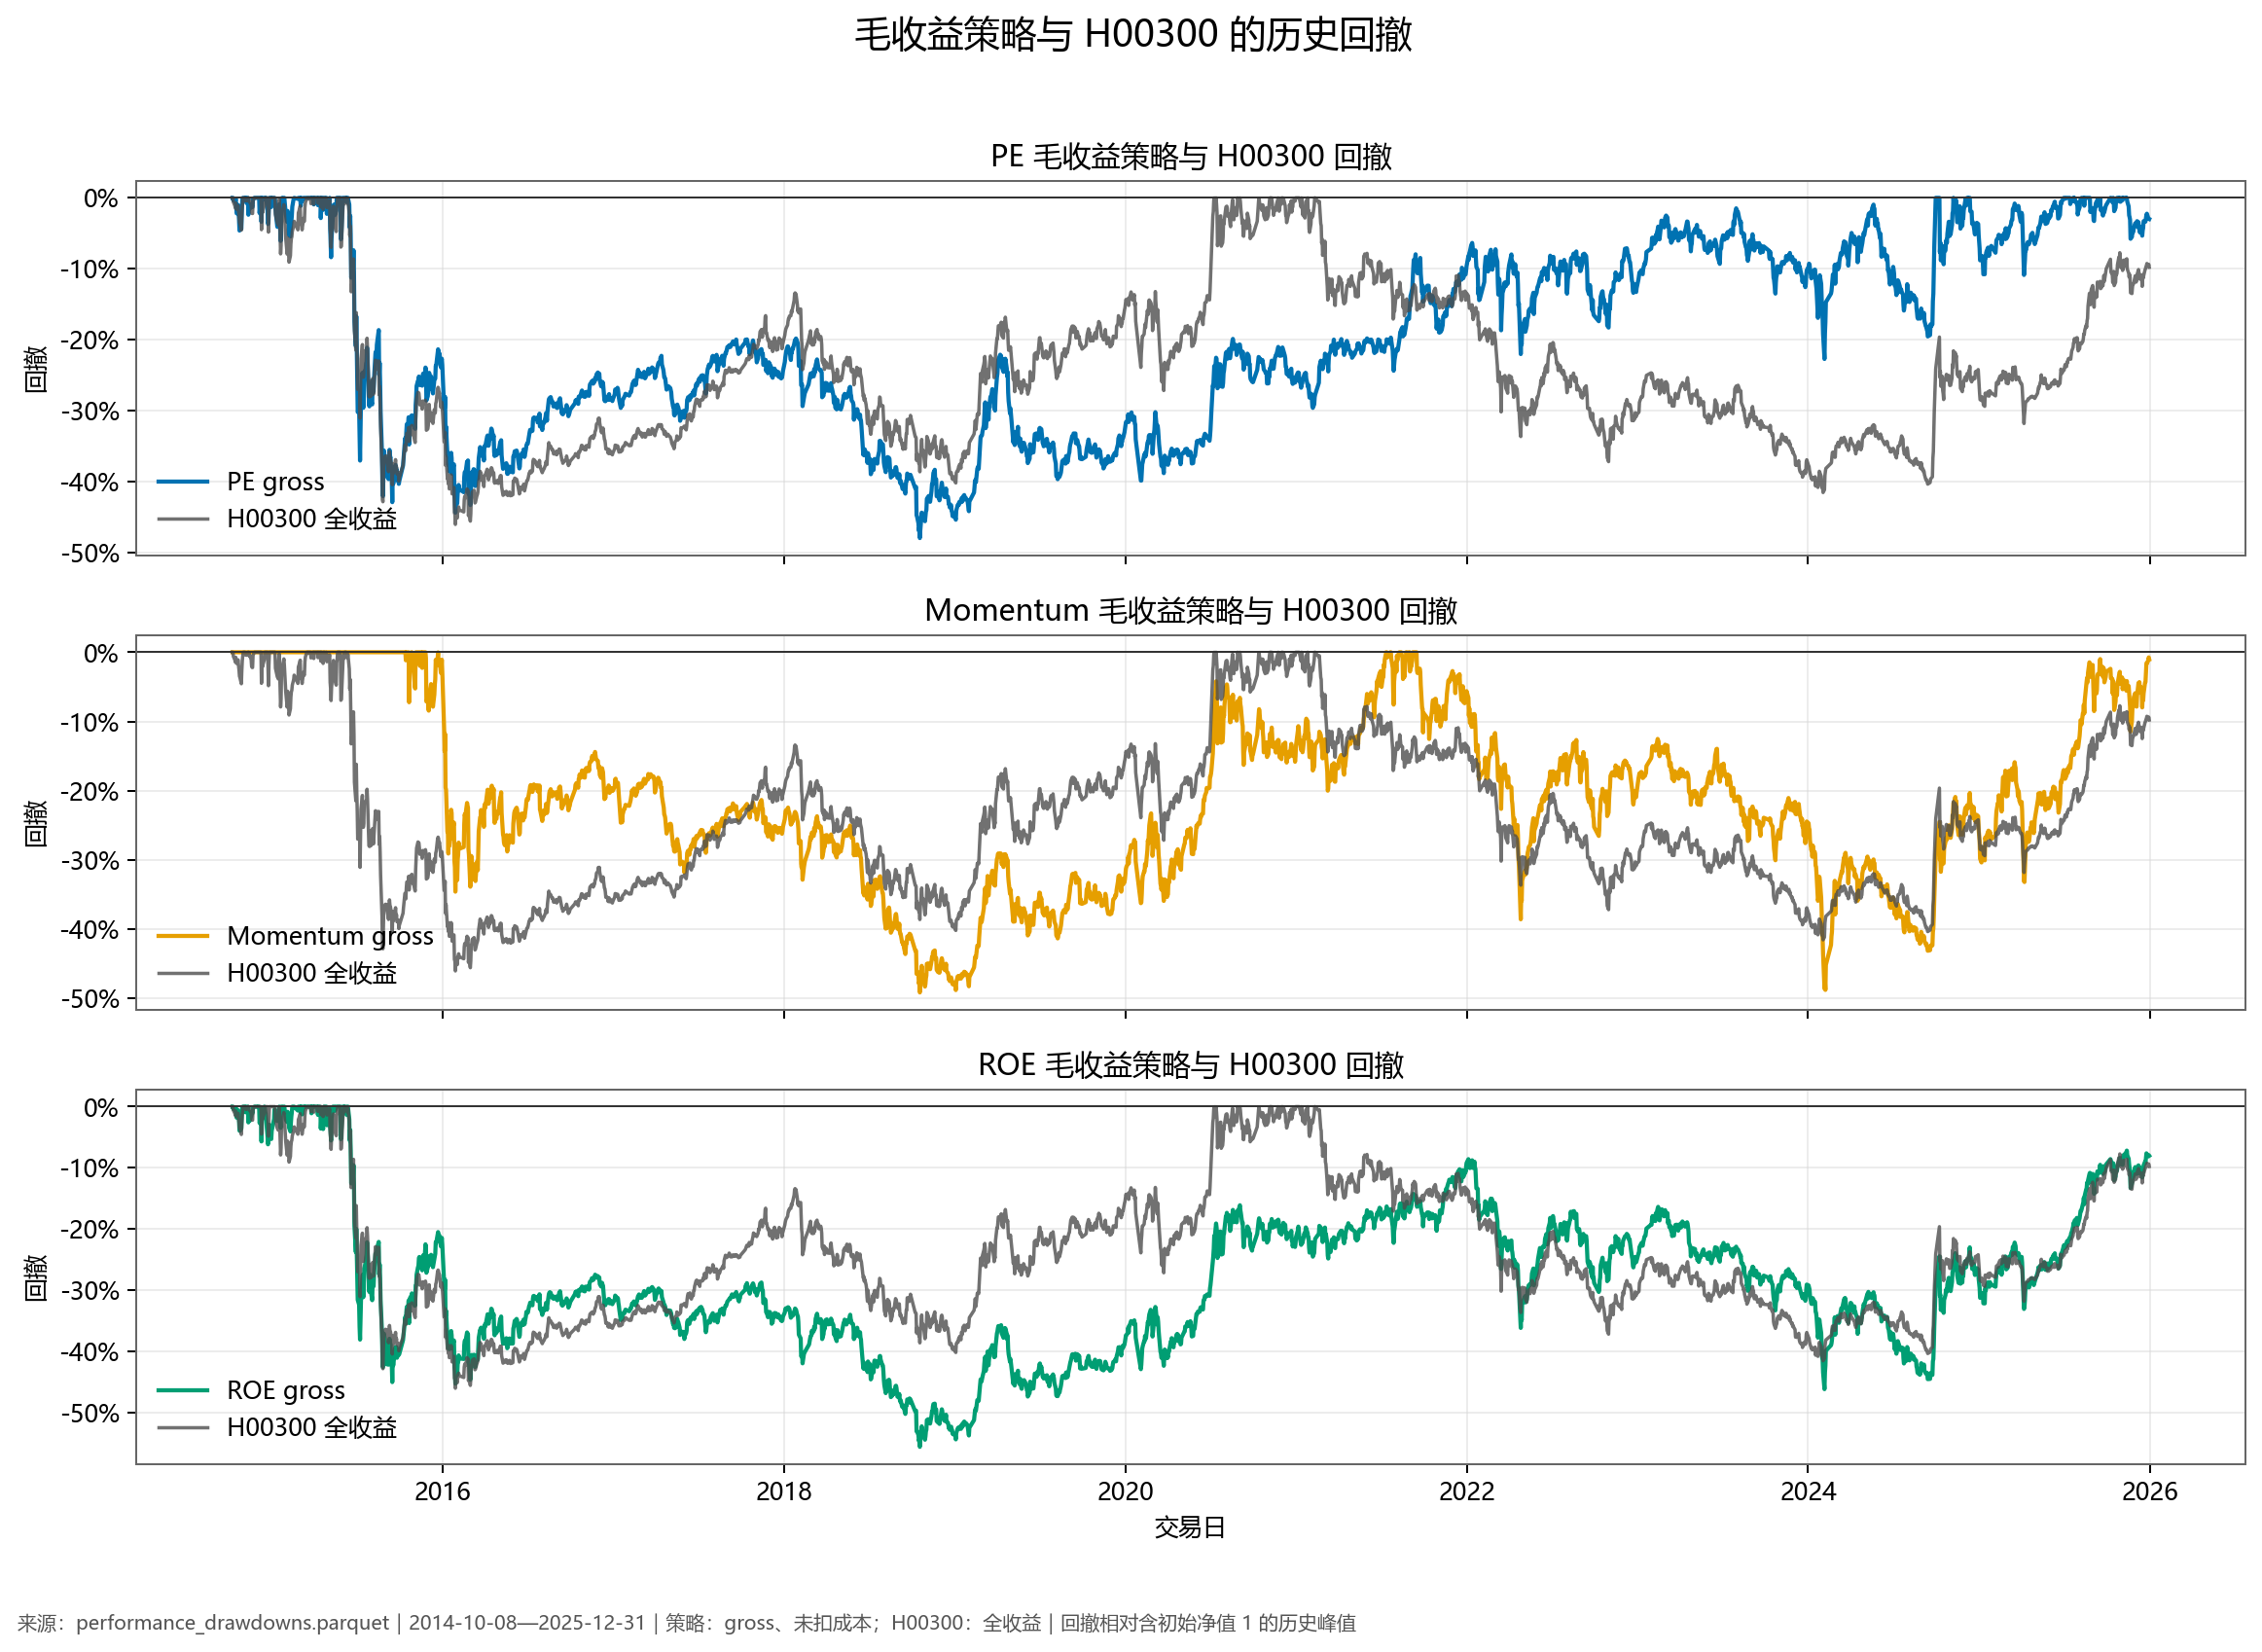 毛收益策略与 H00300 的历史回撤
PE 毛收益策略与 H00300 回撤
0%
-10%
-20%
-30%
-40%
-50%
回撤
PE gross
H00300 全收益
Momentum 毛收益策略与 H00300 回撤
0%
-10%
-20%
-30%
-40%
-50%
回撤
Momentum gross
H00300 全收益
ROE 毛收益策略与 H00300 回撤
0%
-10%
-20%
-30%
-40%
-50%
回撤
ROE gross
H00300 全收益
2016 2018 2020 2022 2024 2026
交易日
来源：performance_drawdowns.parquet | 2014-10-08—2025-12-31 | 策略：gross、未扣成本；H00300：全收益 | 回撤相对含初始净值 1 的历史峰值